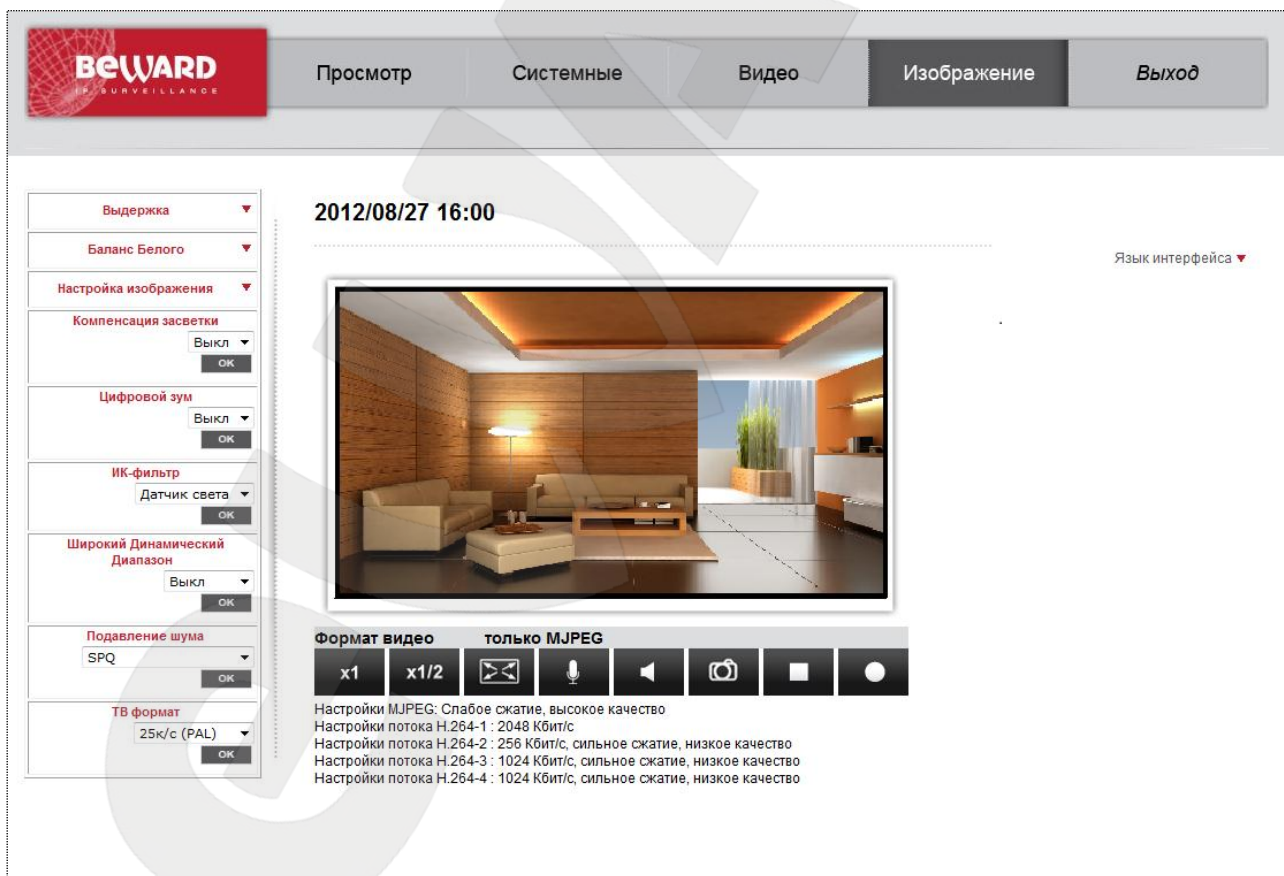 BEWARD
IP SURVEILLANCE
Просмотр
Системные
Видео
Изображение
Выход
Выдержка
Баланс Белого
Настройка изображения
Компенсация засветки
Выкл
OK
Цифровой зум
Выкл
OK
ИК-фильтр
Датчик света
OK
Широкий Динамический
Диапазон
Выкл
OK
Подавление шума
SPQ
OK
ТВ формат
25к/с (PAL)
OK
2012/08/27 16:00
Язык интерфейса
Формат видео только MJPEG
x1 x1/2
Настройки MJPEG: Слабое сжатие, высокое качество
Настройки потока H.264-1 : 2048 Кбит/с
Настройки потока H.264-2 : 256 Кбит/с, сильное сжатие, низкое качество
Настройки потока H.264-3 : 1024 Кбит/с, сильное сжатие, низкое качество
Настройки потока H.264-4 : 1024 Кбит/с, сильное сжатие, низкое качество